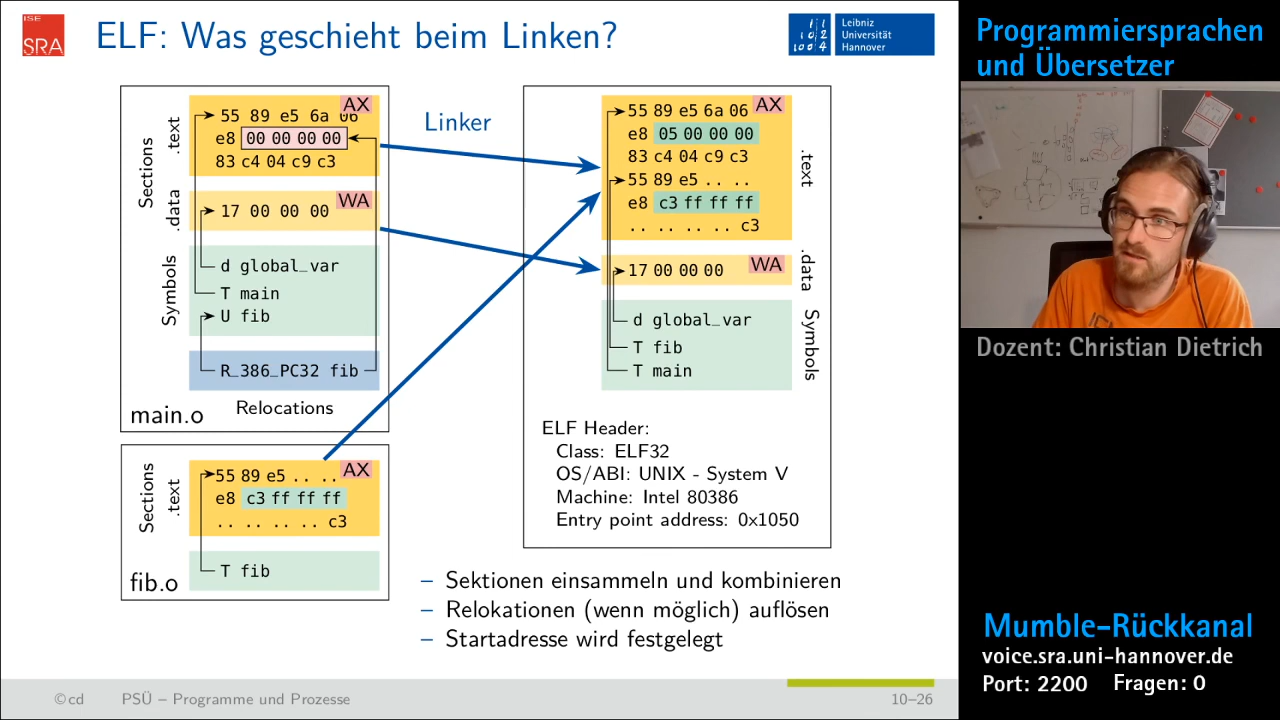 ISE
SRA
ELF: Was geschieht beim Linken?
Leibniz
Universität
Hannover
Sections
.text
55 89 e5 6a 06
AX
e8 00 00 00 00
83 c4 04 c9 c3
.data
17 00 00 00
WA
Symbols
d global_var
T main
U fib
R_386_PC32 fib
Relocations
main.o
Sections
.text
55 89 e5 .. ..
AX
e8 c3 ff ff ff
.. .. .. .. c3
T fib
fib.o
Linker
55 89 e5 6a 06
AX
e8 05 00 00 00
83 c4 04 c9 c3
55 89 e5 .. ..
e8 c3 ff ff ff
.. .. .. .. c3
.text
17 00 00 00
WA
.data
d global_var
T fib
T main
Symbols
ELF Header:
Class: ELF32
OS/ABI: UNIX - System V
Machine: Intel 80386
Entry point address: 0x1050
– Sektionen einsammeln und kombinieren
– Relokationen (wenn möglich) auflösen
– Startadresse wird festgelegt
©cd PSÜ – Programme und Prozesse 10–26
Programmiersprachen
und Übersetzer
Dozent: Christian Dietrich
Mumble-Rückkanal
voice.sra.uni-hannover.de
Port: 2200 Fragen: 0